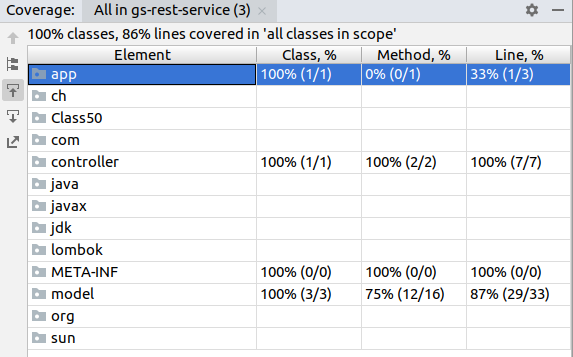 Coverage: All in gs-rest-service (3)
100% classes, 86% lines covered in 'all classes in scope'
Element Class, % Method, % Line, %
app 100% (1/1) 0% (0/1) 33% (1/3)
ch
Class50
com
controller 100% (1/1) 100% (2/2) 100% (7/7)
java
javax
jdk
lombok
META-INF 100% (0/0) 100% (0/0) 100% (0/0)
model 100% (3/3) 75% (12/16) 87% (29/33)
org
sun